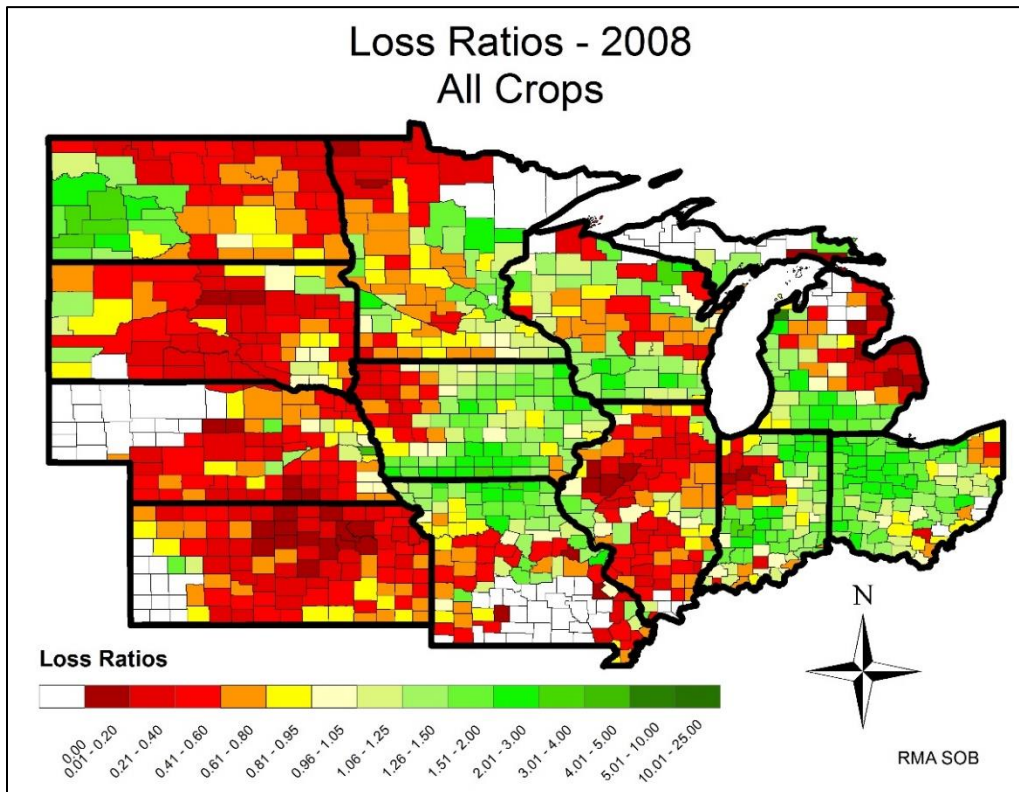 Loss Ratios - 2008
All Crops
N
Loss Ratios
0.00
0.01 - 0.20
0.21 - 0.40
0.41 - 0.60
0.61 - 0.80
0.81 - 0.95
0.96 - 1.05
1.06 - 1.25
1.26 - 1.50
1.51 - 2.00
2.01 - 3.00
3.01 - 4.00
4.01 - 5.00
5.01 - 10.00
10.01 - 25.00
RMA SOB